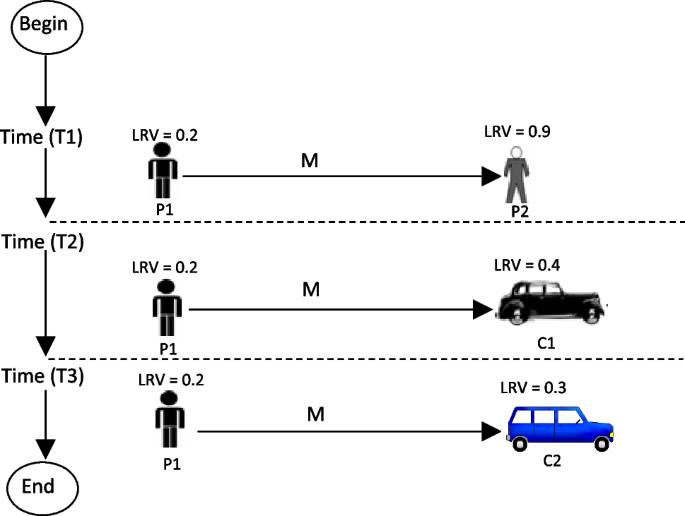 Begin
Time (T1)
LRV = 0.2
LRV = 0.9
M
P1
P2
Time (T2)
LRV = 0.2
LRV = 0.4
M
P1
C1
Time (T3)
LRV = 0.2
LRV = 0.3
M
P1
C2
End